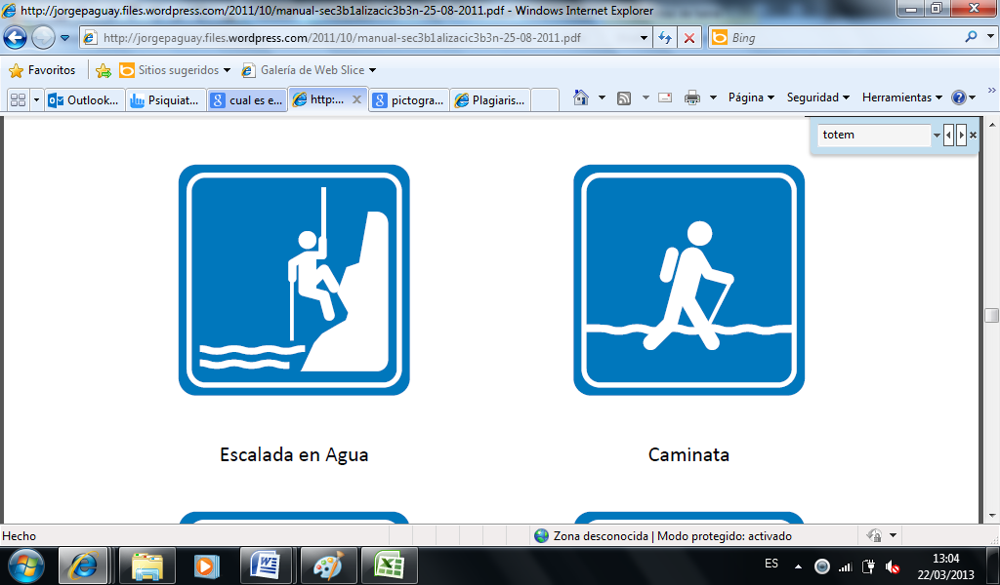 http://jorgepaguay.files.wordpress.com/2011/10/manual-sec3b1alizacic3b3n-25-08-2011.pdf - Windows Internet Explorer
http://jorgepaguay.files.wordpress.com/2011/10/manual-sec3b1alizacic3b3n-25-08-2011.pdf
Bing
Favoritos
Sitios sugeridos
Galería de Web Slice
Outlook...
Psiquiat...
cual es e...
http:...
pictogra...
Plagiaris...
Página
Seguridad
Herramientas
totem
Escalada en Agua
Caminata
Hecho
Zona desconocida | Modo protegido: activado
ES
13:04
22/03/2013